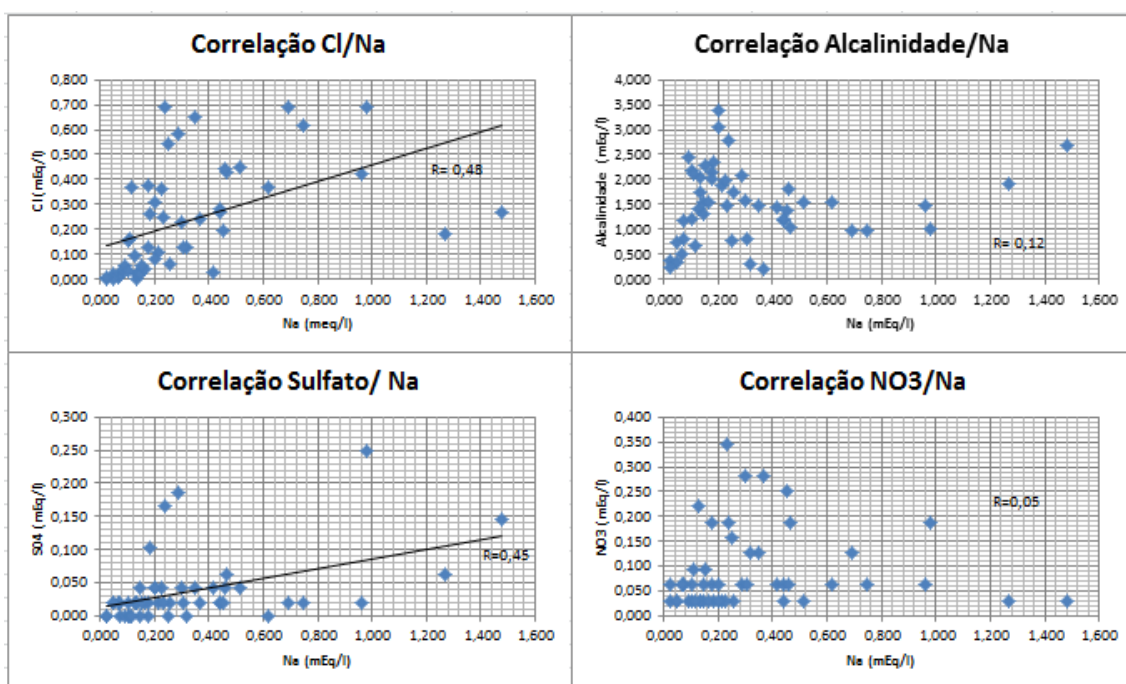 Correlação Cl/Na
0,800
0,700
0,600
0,500
0,400
0,300
0,200
0,100
0,000
Cl (mEq/l)
R= 0,48
0,000 0,200 0,400 0,600 0,800 1,000 1,200 1,400 1,600
Na (meq/l)
Correlação Alcalinidade/Na
4,000
3,500
3,000
2,500
2,000
1,500
1,000
0,500
0,000
Alcalinidade (mEq/l)
R= 0,12
0,000 0,200 0,400 0,600 0,800 1,000 1,200 1,400 1,600
Na (mEq/l)
Correlação Sulfato/ Na
0,300
0,250
0,200
0,150
0,100
0,050
0,000
SO4 (mEq/l)
R=0,45
0,000 0,200 0,400 0,600 0,800 1,000 1,200 1,400 1,600
Na (mEq/l)
Correlação NO3/Na
0,400
0,350
0,300
0,250
0,200
0,150
0,100
0,050
0,000
NO3 (mEq/l)
R=0,05
0,000 0,200 0,400 0,600 0,800 1,000 1,200 1,400 1,600
Na (mEq/l)